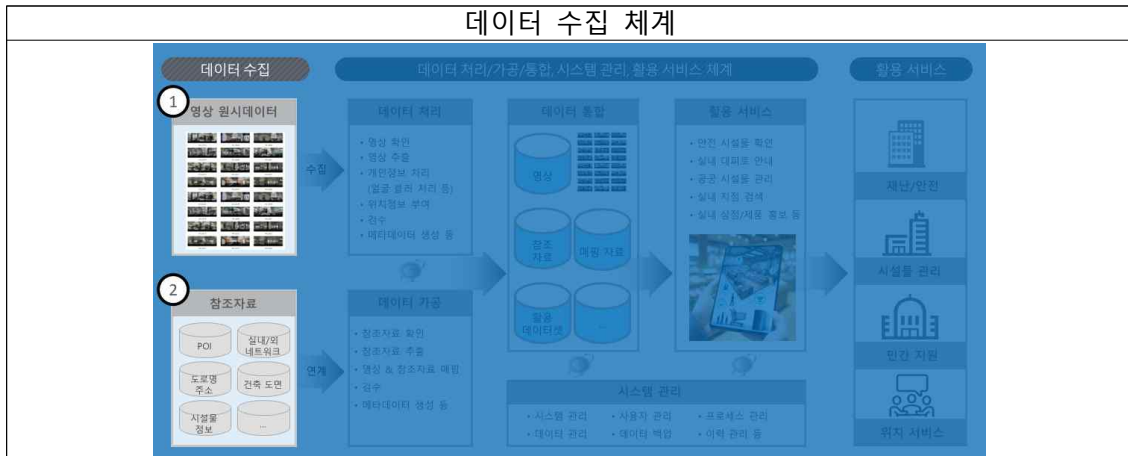 데이터 수집 체계
데이터 수집
데이터 처리/가공/통합, 시스템 관리, 활용 서비스 체계
활용 서비스
1
영상 원시데이터
수집
데이터 처리
• 영상 확인
• 영상 추출
• 개인정보 처리
(얼굴 블러 처리 등)
• 위치정보 부여
• 검수
• 메타데이터 생성 등
데이터 통합
영상
참조
자료
매핑 자료
활용
데이터셋
...
활용 서비스
• 안전 시설물 확인
• 실내 대피로 안내
• 공공 시설물 관리
• 실내 지점 검색
• 실내 상점/제품 홍보 등
재난/안전
시설물 관리
민간 지원
위치 서비스
2
참조자료
POI
실내/외
네트워크
도로명
주소
건축 도면
시설물
정보
...
연계
데이터 가공
• 참조자료 확인
• 참조자료 추출
• 영상 & 참조자료 매핑
• 검수
• 메타데이터 생성 등
시스템 관리
• 시스템 관리
• 사용자 관리
• 프로세스 관리
• 데이터 관리
• 데이터 백업
• 이력 관리 등